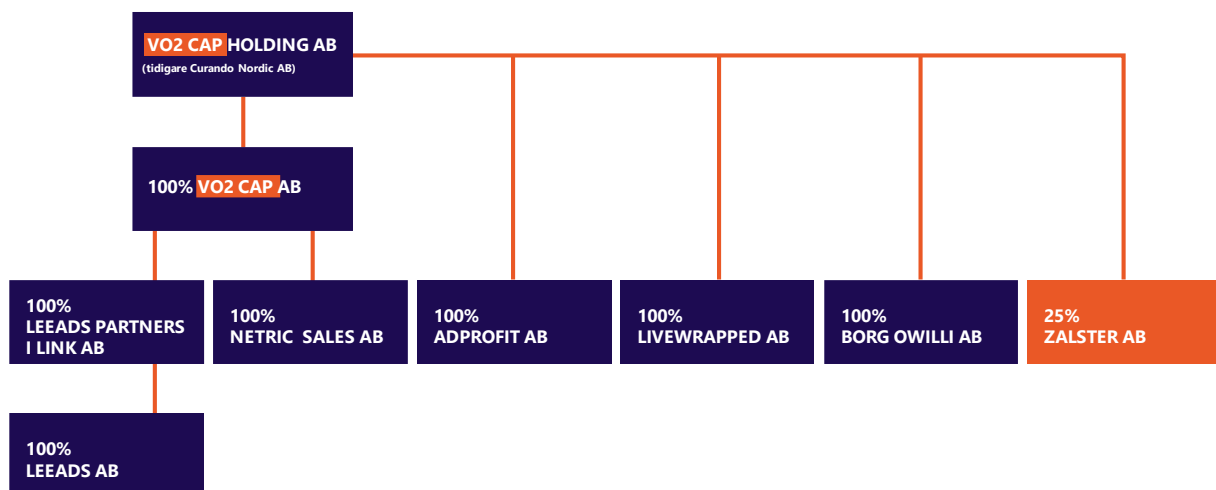 VO2 CAP HOLDING AB
(tidigare Curando Nordic AB)
100% VO2 CAP AB
100%
LEEADS PARTNERS
I LINK AB
100%
NETRIC SALES AB
100%
ADPROFIT AB
100%
LIVEWRAPPED AB
100%
BORG OWILLI AB
25%
ZALSTER AB
100%
LEEADS AB